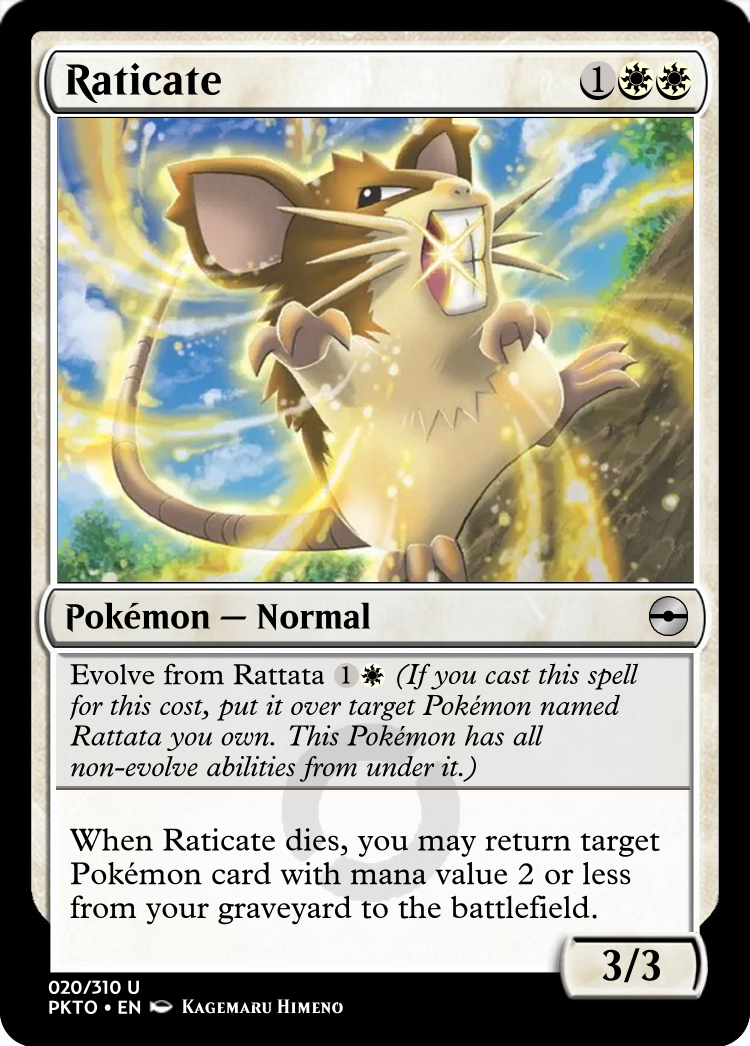 Raticate 1
Pokémon — Normal
Evolve from Rattata 1 (If you cast this spell
for this cost, put it over target Pokémon named
Rattata you own. This Pokémon has all
non-evolve abilities from under it.)
When Raticate dies, you may return target
Pokémon card with mana value 2 or less
from your graveyard to the battlefield.
3/3
020/310 U
PKTO • EN Kagemaru Himeno